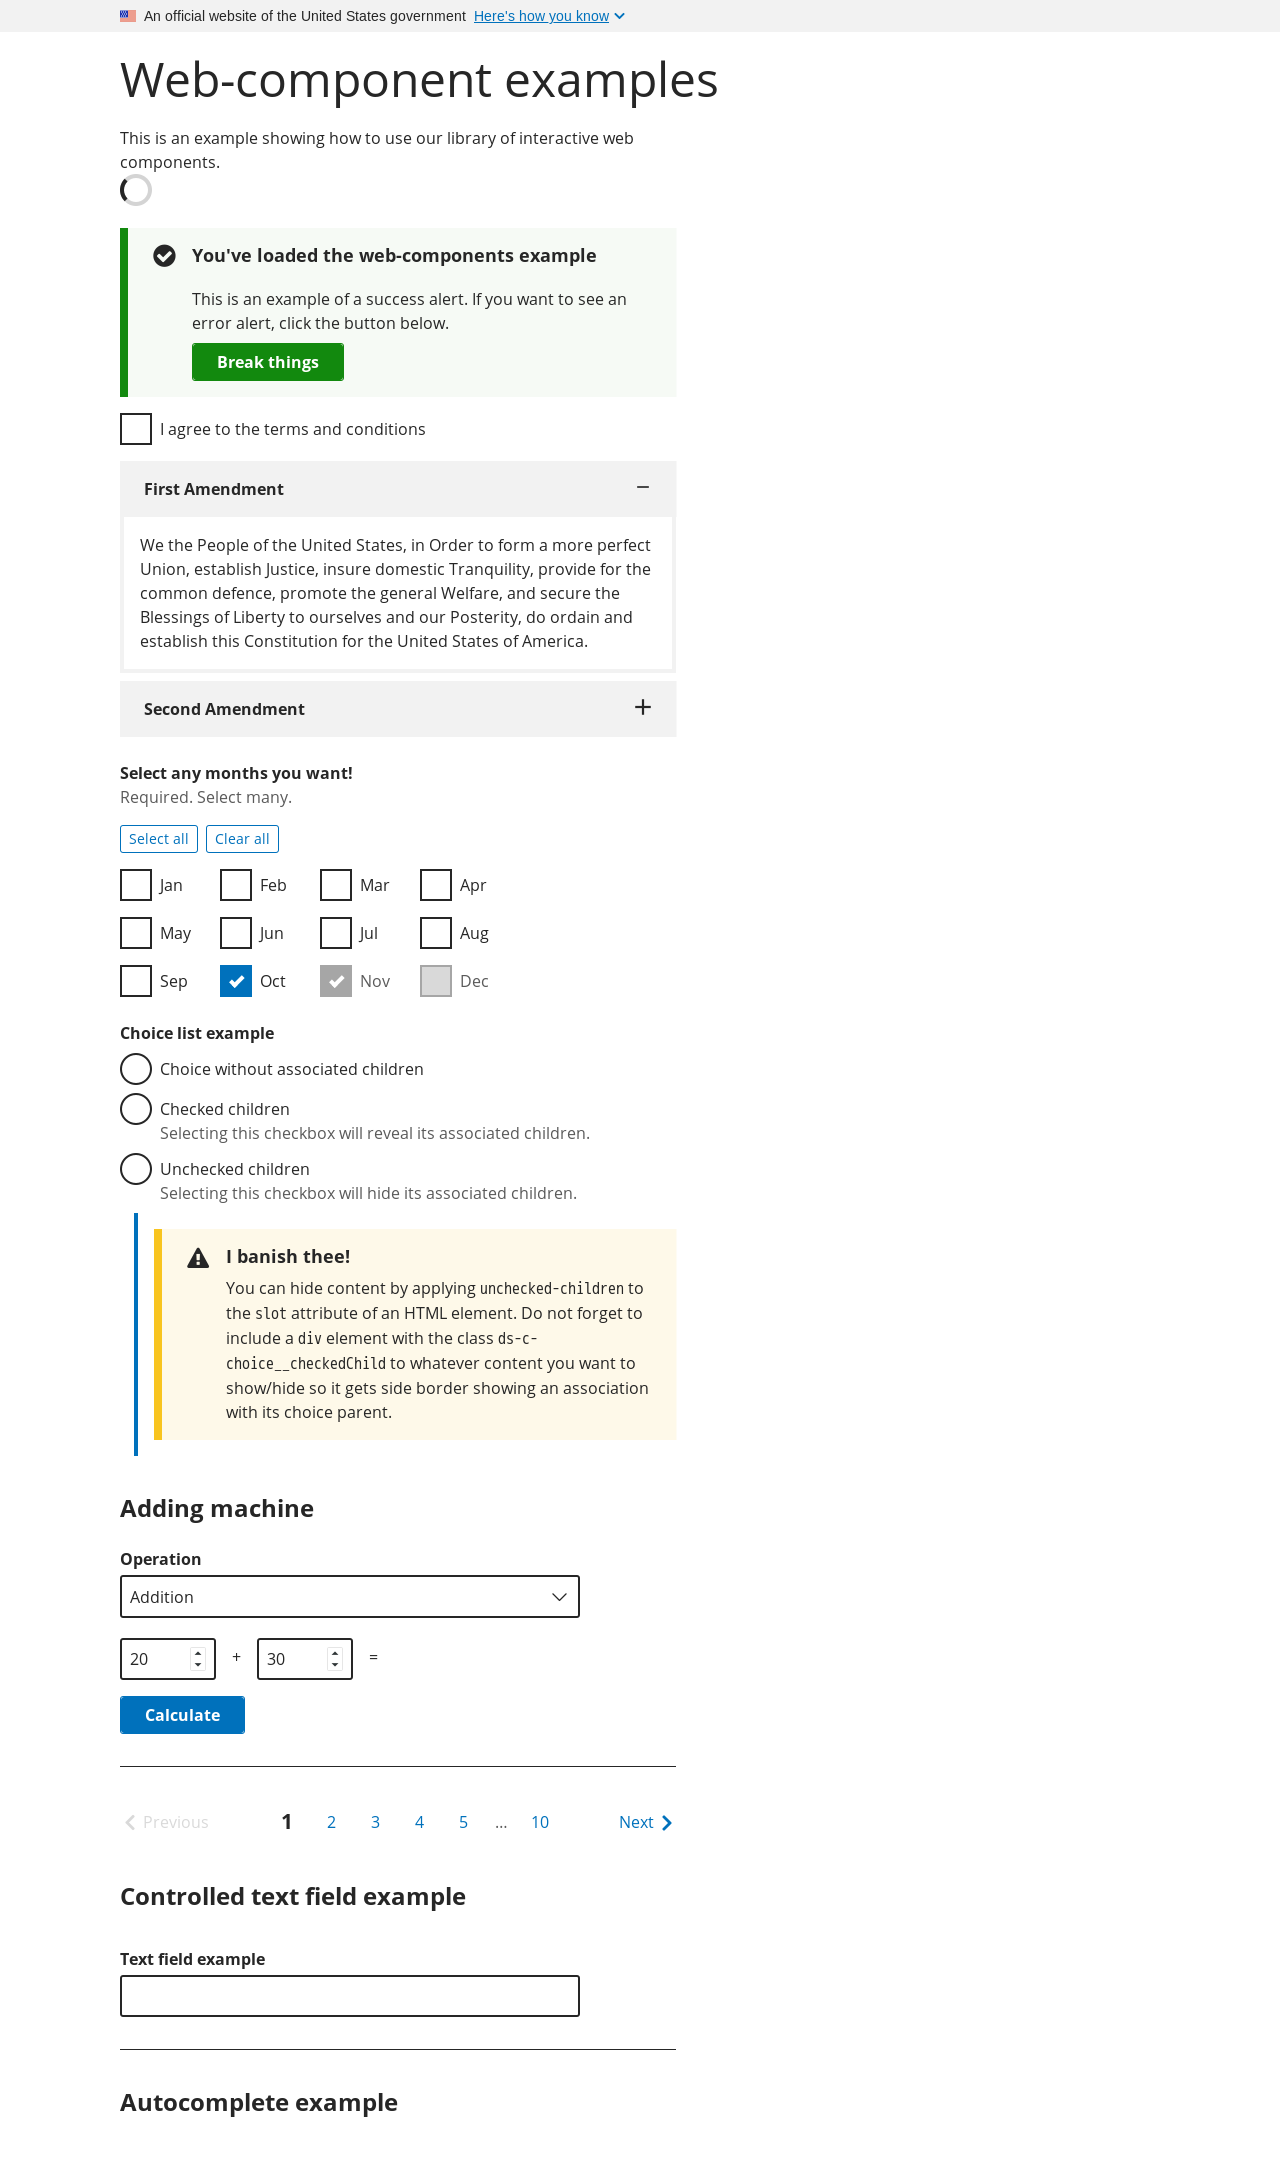 An official website of the United States government Here's how you know
Web-component examples
This is an example showing how to use our library of interactive web
components.
You've loaded the web-components example
This is an example of a success alert. If you want to see an
error alert, click the button below.
Break things
I agree to the terms and conditions
First Amendment
We the People of the United States, in Order to form a more perfect
Union, establish Justice, insure domestic Tranquility, provide for the
common defence, promote the general Welfare, and secure the
Blessings of Liberty to ourselves and our Posterity, do ordain and
establish this Constitution for the United States of America.
Second Amendment
Select any months you want!
Required. Select many.
Select all Clear all
Jan Feb Mar Apr
May Jun Jul Aug
Sep Oct Nov Dec
Choice list example
Choice without associated children
Checked children
Selecting this checkbox will reveal its associated children.
Unchecked children
Selecting this checkbox will hide its associated children.
I banish thee!
You can hide content by applying unchecked-children to
the slot attribute of an HTML element. Do not forget to
include a div element with the class ds-c-
choice__checkedChild to whatever content you want to
show/hide so it gets side border showing an association
with its choice parent.
Adding machine
Operation
Addition
20 + 30 =
Calculate
Previous 1 2 3 4 5 ... 10 Next
Controlled text field example
Text field example
Autocomplete example